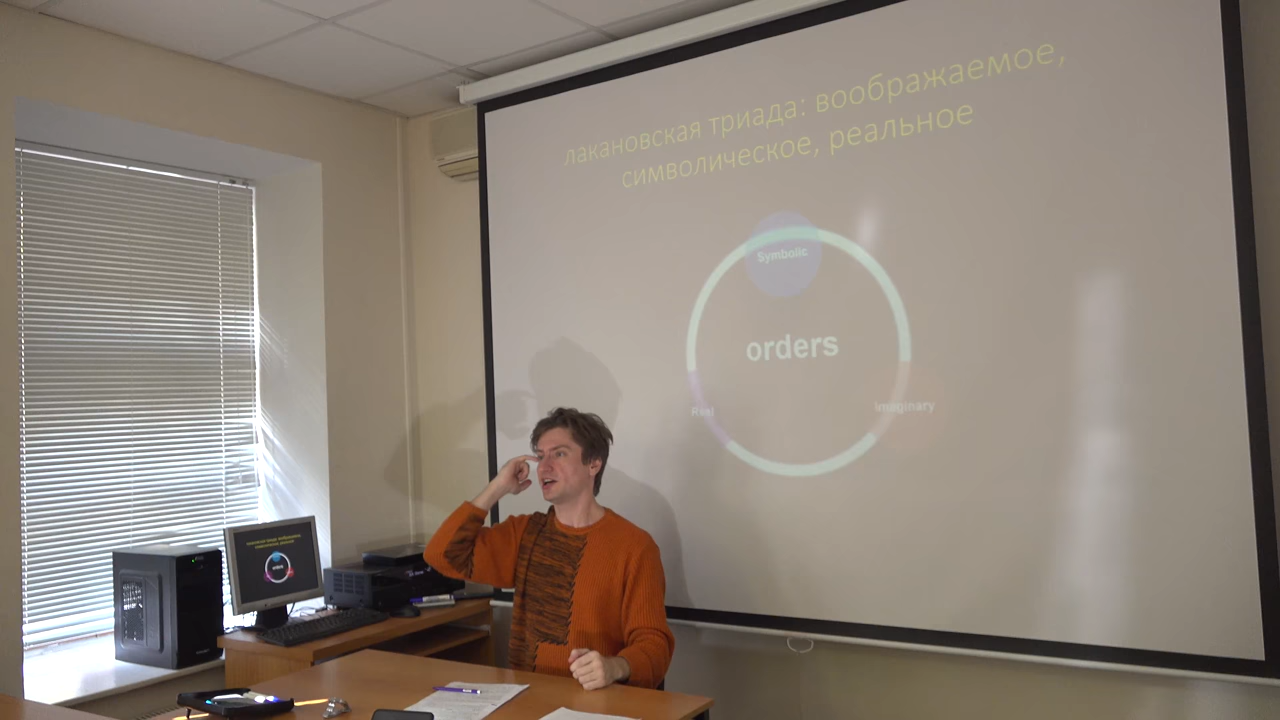 лакановская триада: воображаемое,
символическое, реальное
Symbolic
orders
Real
Imaginary